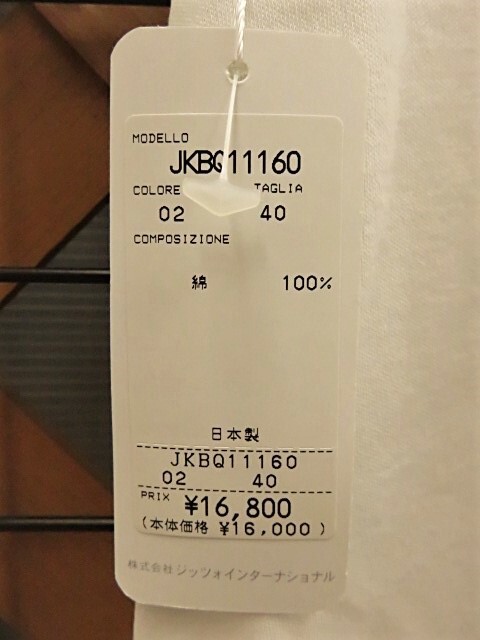 MODELLO
JKBQ11160
COLORE TAGLIA
02 40
COMPOSIZIONE
綿 100%
日本製
JKBQ11160
02 40
PRIX ¥16,800
(本体価格 ¥16,000)
株式会社 ジッツォインターナショナル